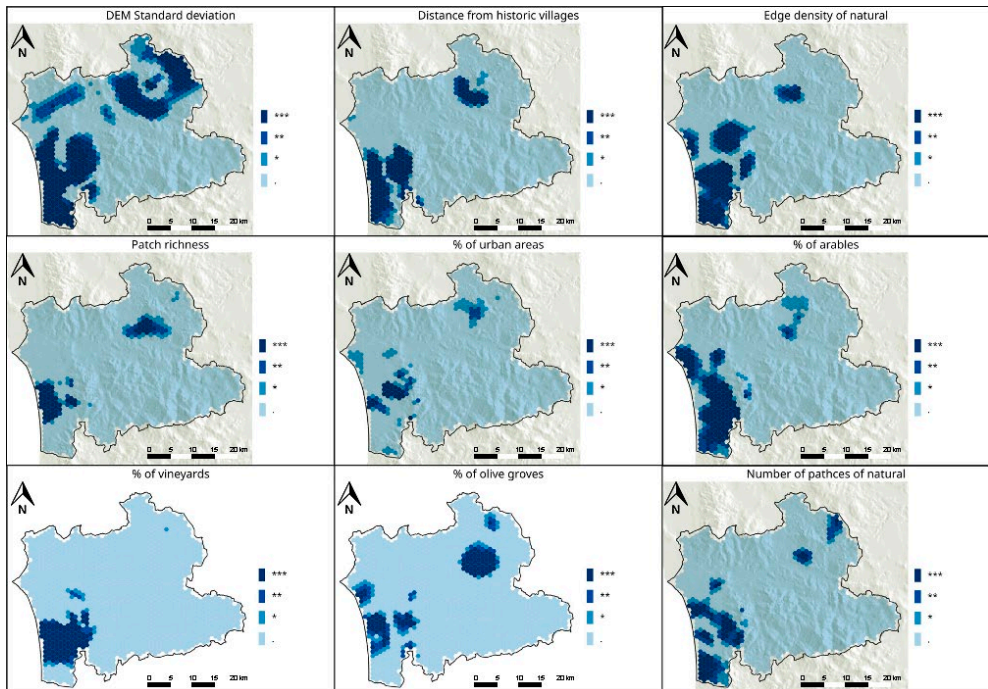 DEM Standard deviation
N
***
**
*
.
0 5 10 15 20 km
Distance from historic villages
N
***
**
*
.
0 5 10 15 20 km
Edge density of natural
N
***
**
*
.
0 5 10 15 20 km
Patch richness
N
***
**
*
.
0 5 10 15 20 km
% of urban areas
N
***
**
*
.
0 5 10 15 20 km
% of arables
N
***
**
*
.
0 5 10 15 20 km
% of vineyards
N
***
**
*
.
0 5 10 15 20 km
% of olive groves
N
***
**
*
.
0 5 10 15 20 km
Number of pathces of natural
N
***
**
*
.
0 5 10 15 20 km